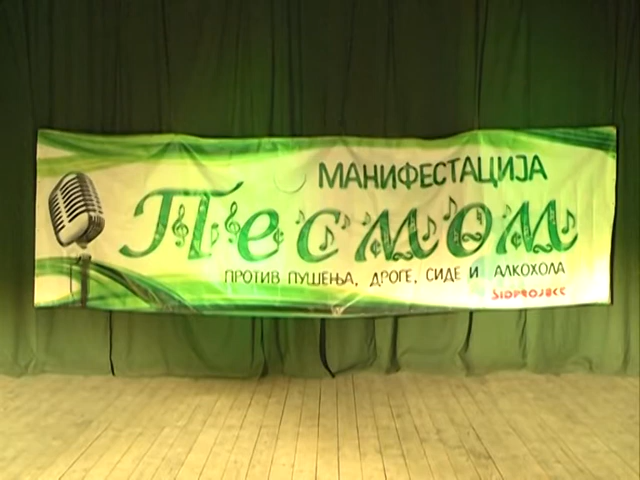 МАНИФЕСТАЦИЈА
Песмом
ПРОТИВ ПУШЕЊА, ДРОГЕ, СИДЕ И АЛКОХОЛА